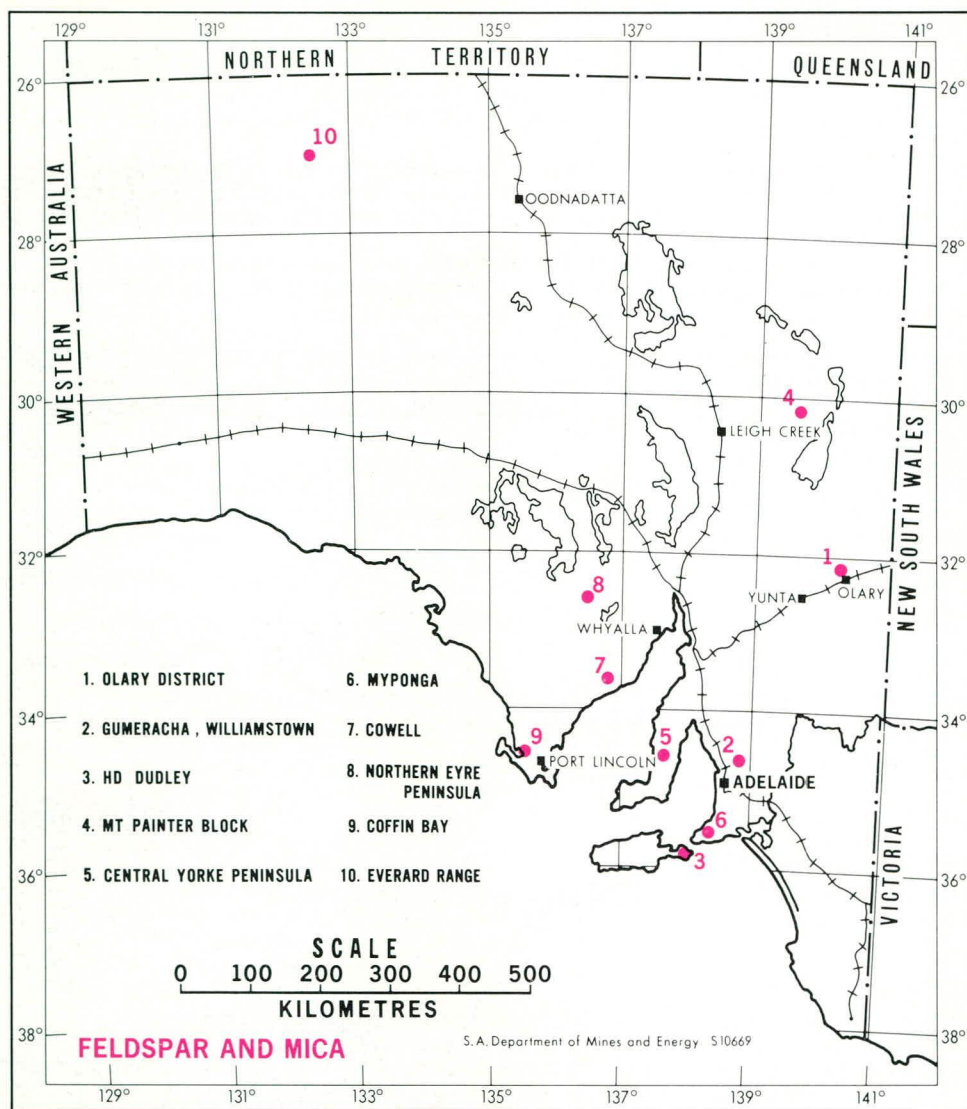 129° 131° 133° 135° 137° 139° 141°
NORTHERN TERRITORY QUEENSLAND
26° 26°
10
WESTERN AUSTRALIA
OODNADATTA
28° 28°
30° 30°
4
LEIGH CREEK
NEW SOUTH WALES
32° 32°
1
8
YUNTA OLARY
WHYALLA
7
34° 34°
9
PORT LINCOLN
5
2
ADELAIDE
6
3
36° 36°
VICTORIA
38° 38°
1. OLARY DISTRICT
2. GUMERACHA , WILLIAMSTOWN
3. HD DUDLEY
4. MT PAINTER BLOCK
5. CENTRAL YORKE PENINSULA
6. MYPONGA
7. COWELL
8. NORTHERN EYRE
PENINSULA
9. COFFIN BAY
10. EVERARD RANGE
SCALE
0 100 200 300 400 500
KILOMETRES
FELDSPAR AND MICA
S.A. Department of Mines and Energy S10669
129° 131° 133° 135° 137° 139° 141°